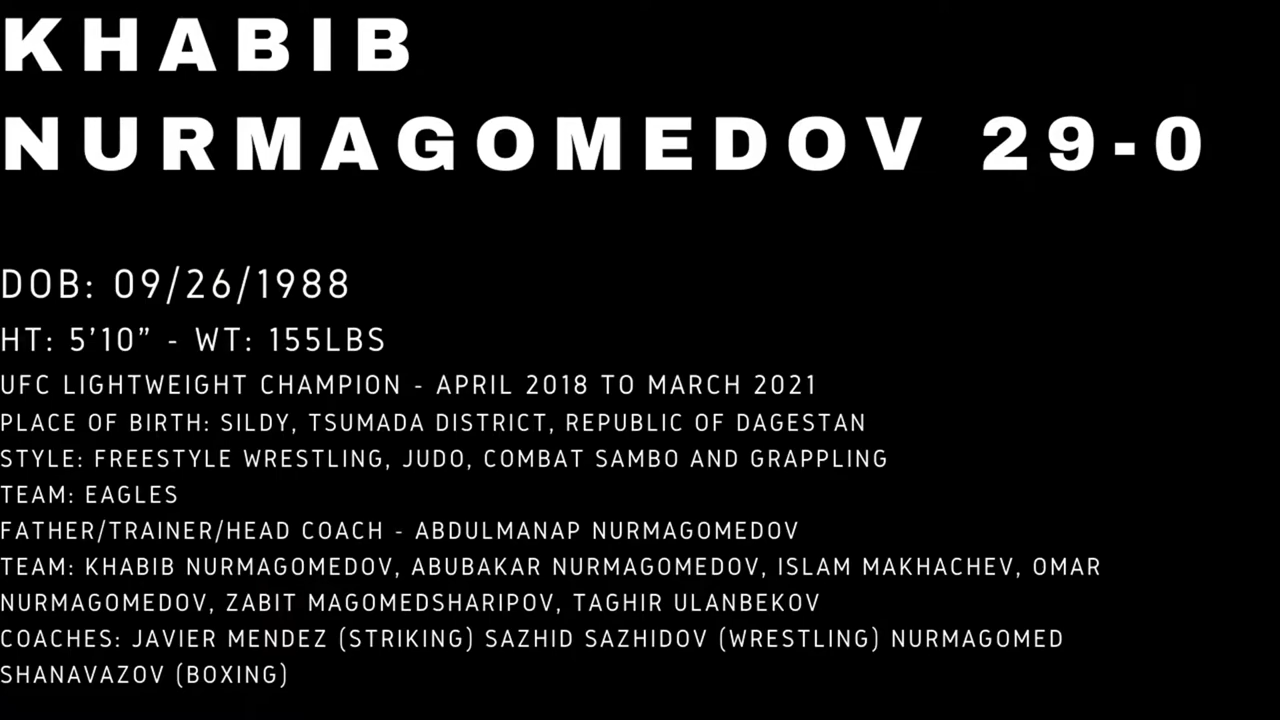 KHABIB
NURMAGOMEDOV 29-0
DOB: 09/26/1988
HT: 5’10” - WT: 155LBS
UFC LIGHTWEIGHT CHAMPION - APRIL 2018 TO MARCH 2021
PLACE OF BIRTH: SILDY, TSUMADA DISTRICT, REPUBLIC OF DAGESTAN
STYLE: FREESTYLE WRESTLING, JUDO, COMBAT SAMBO AND GRAPPLING
TEAM: EAGLES
FATHER/TRAINER/HEAD COACH - ABDULMANAP NURMAGOMEDOV
TEAM: KHABIB NURMAGOMEDOV, ABUBAKAR NURMAGOMEDOV, ISLAM MAKHACHEV, OMAR
NURMAGOMEDOV, ZABIT MAGOMEDSHARIPOV, TAGHIR ULANBEKOV
COACHES: JAVIER MENDEZ (STRIKING) SAZHID SAZHIDOV (WRESTLING) NURMAGOMED
SHANAVAZOV (BOXING)